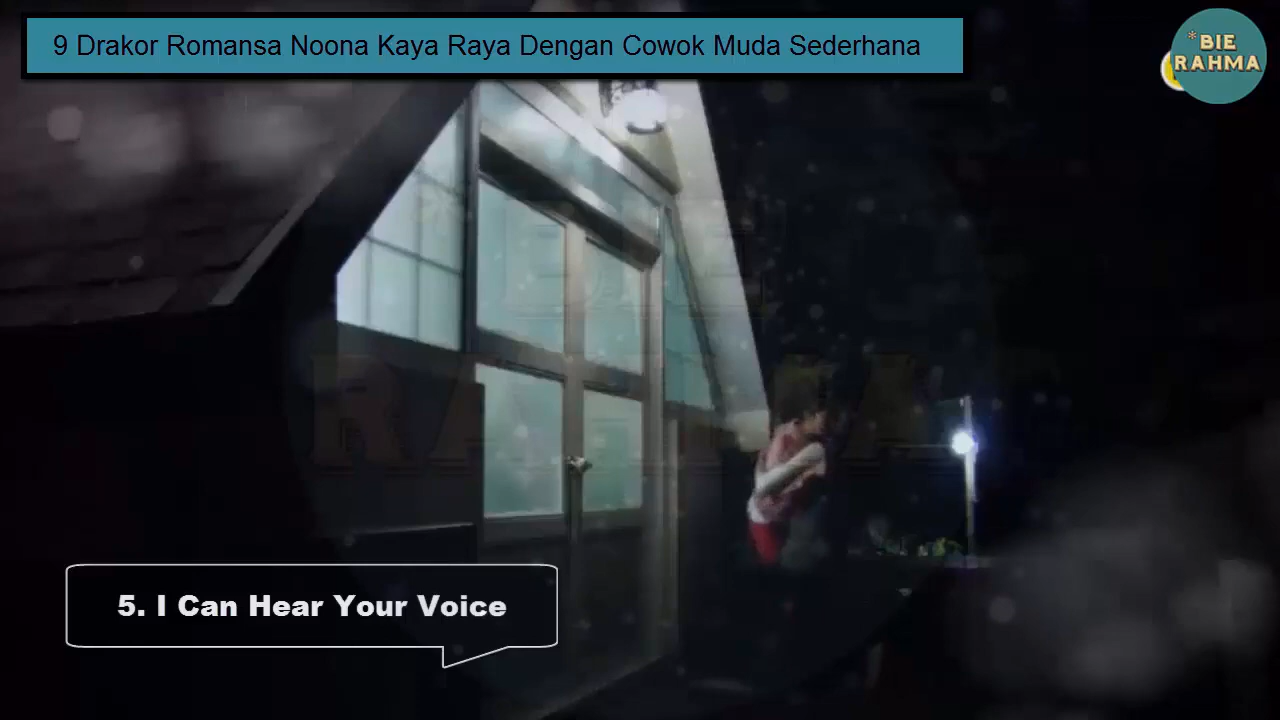 9 Drakor Romansa Noona Kaya Raya Dengan Cowok Muda Sederhana
*BIE
RAHMA
5. I Can Hear Your Voice